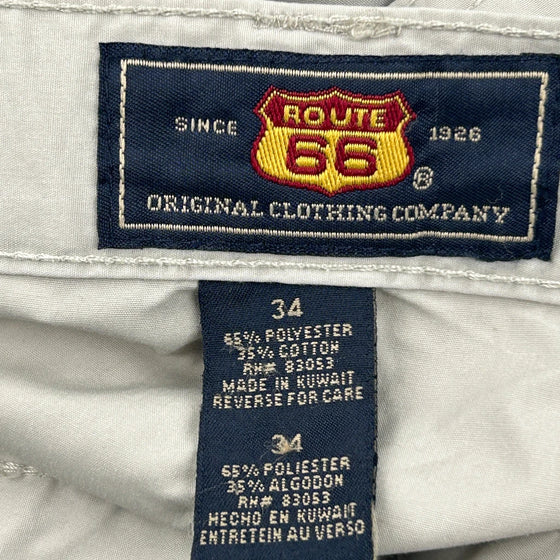 ROUTE
SINCE 66 1926
®
ORIGINAL CLOTHING COMPANY
34
65% POLYESTER
35% COTTON
RN# 83053
MADE IN KUWAIT
REVERSE FOR CARE
34
65% POLIESTER
35% ALGODON
RN# 83053
HECHO EN KUWAIT
ENTRETEIN AU VERSO